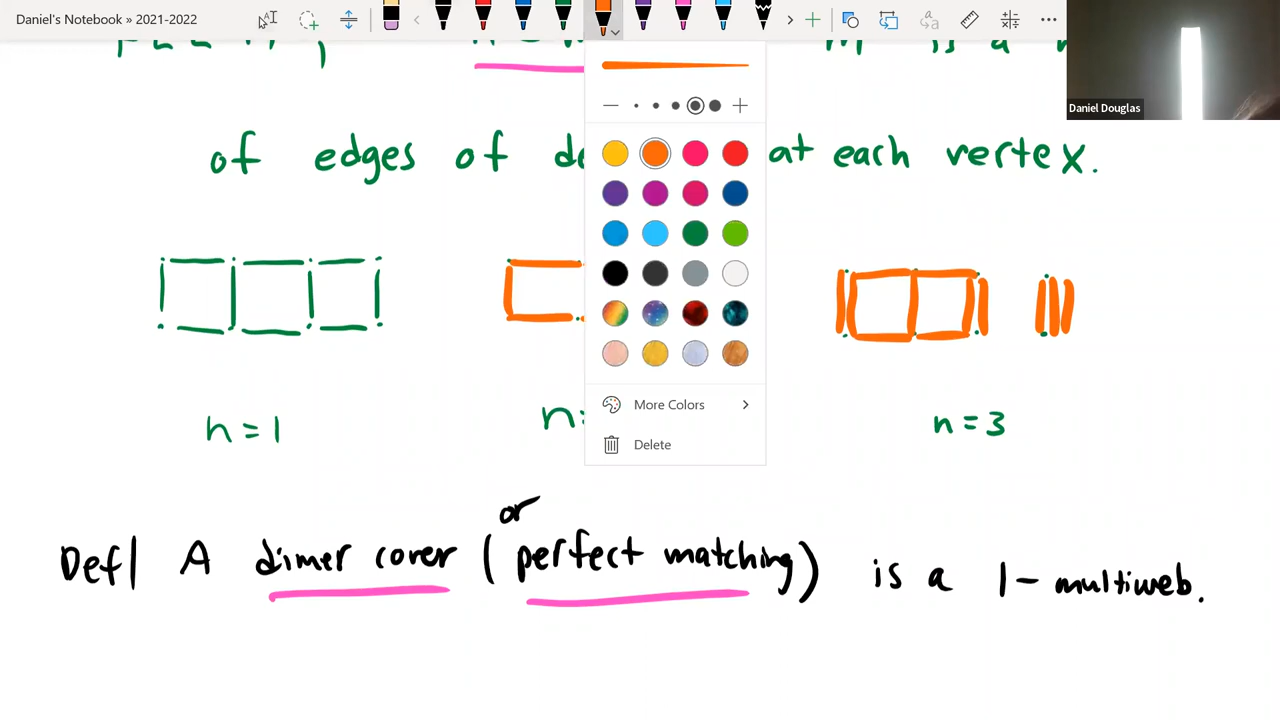 Daniel's Notebook » 2021-2022
Daniel Douglas
is a
of edges of
at each vertex.
n=1
n=
n=3
More Colors
Delete
or
Def| A dimer cover ( perfect matching) is a 1-multiweb.